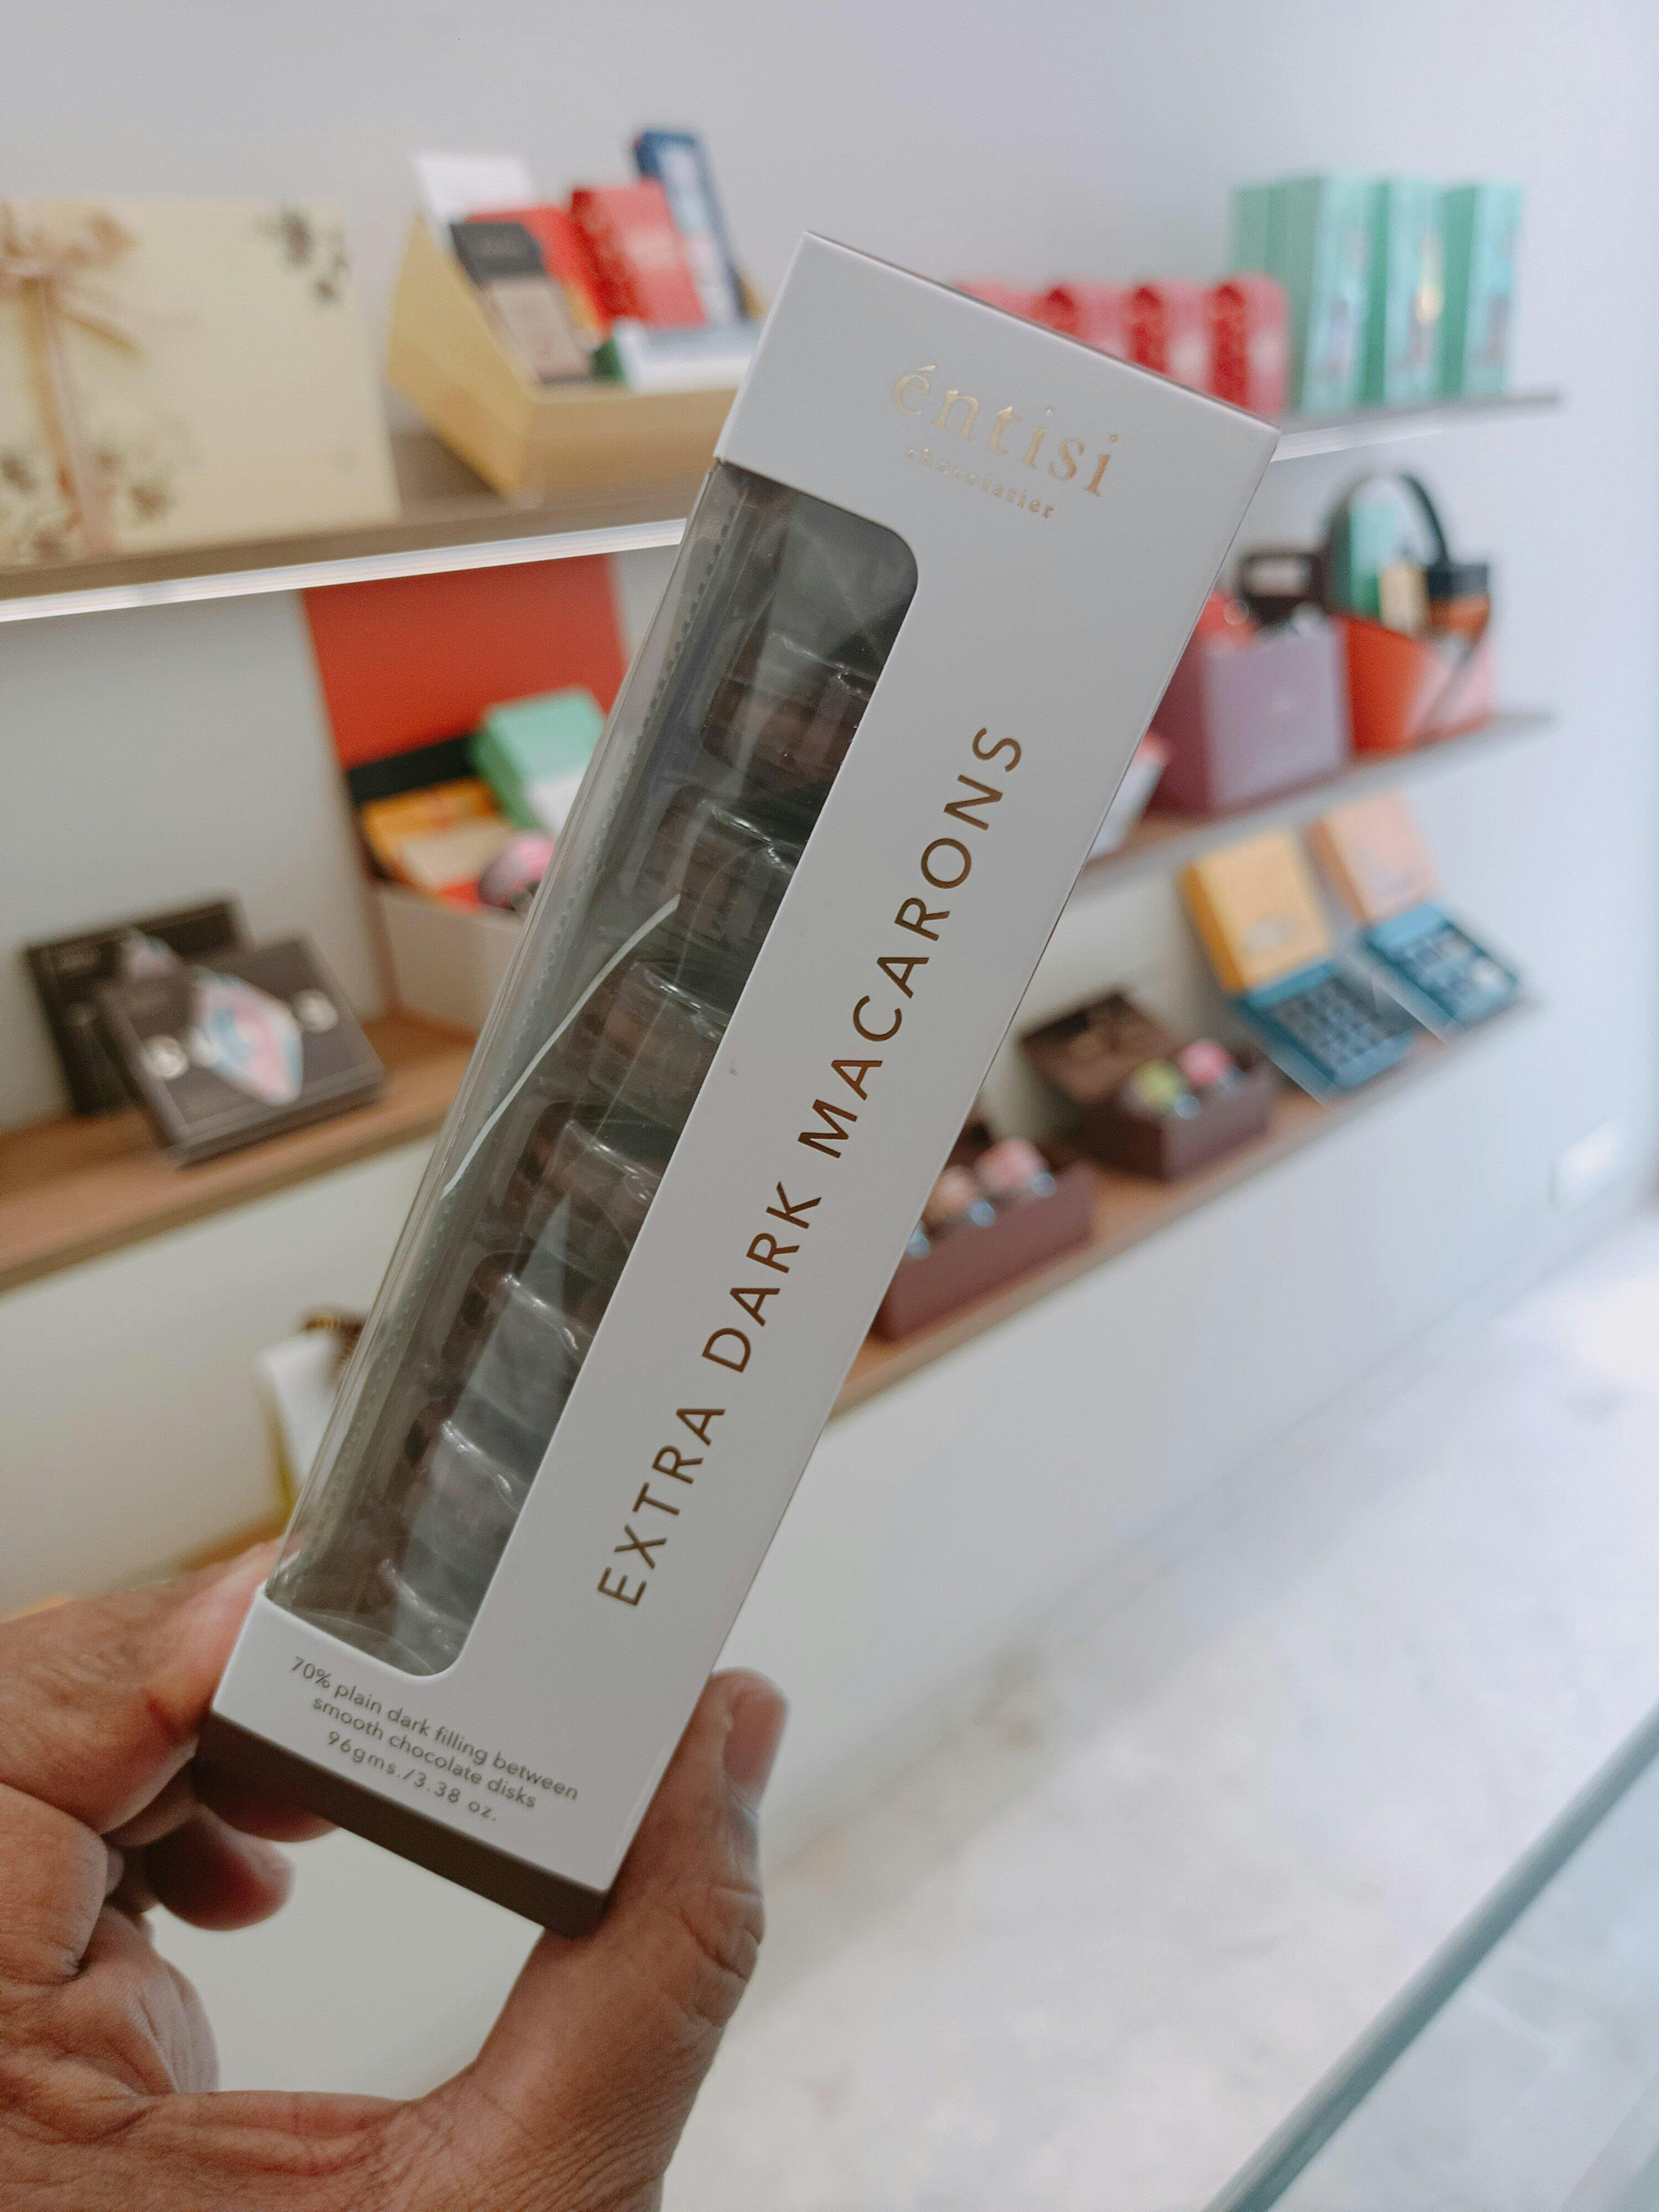 éntisi
chocolatier
EXTRA DARK MACARONS
70% plain dark filling between
smooth chocolate disks
96gms./3.38 oz.